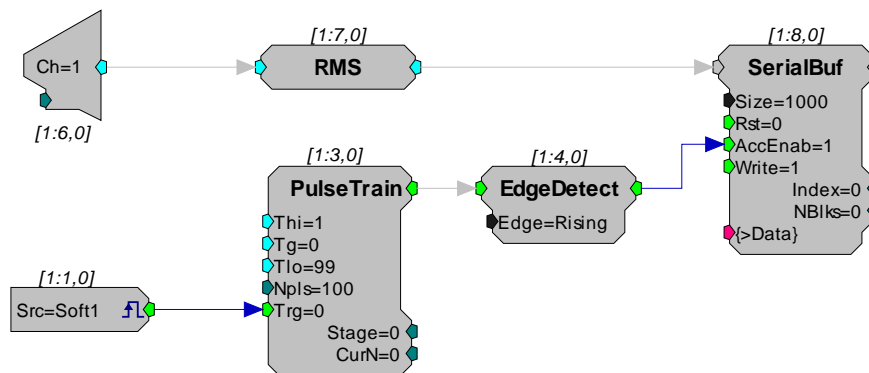 [1:7,0]
[1:8,0]
Ch=1
RMS
SerialBuf
[1:6,0]
Size=1000
Rst=0
AccEnab=1
Write=1
Index=0
NBlks=0
{>Data}
[1:3,0]
[1:4,0]
PulseTrain
EdgeDetect
Thi=1
Edge=Rising
Tg=0
Tlo=99
Npls=100
Trg=0
Stage=0
CurN=0
[1:1,0]
Src=Soft1